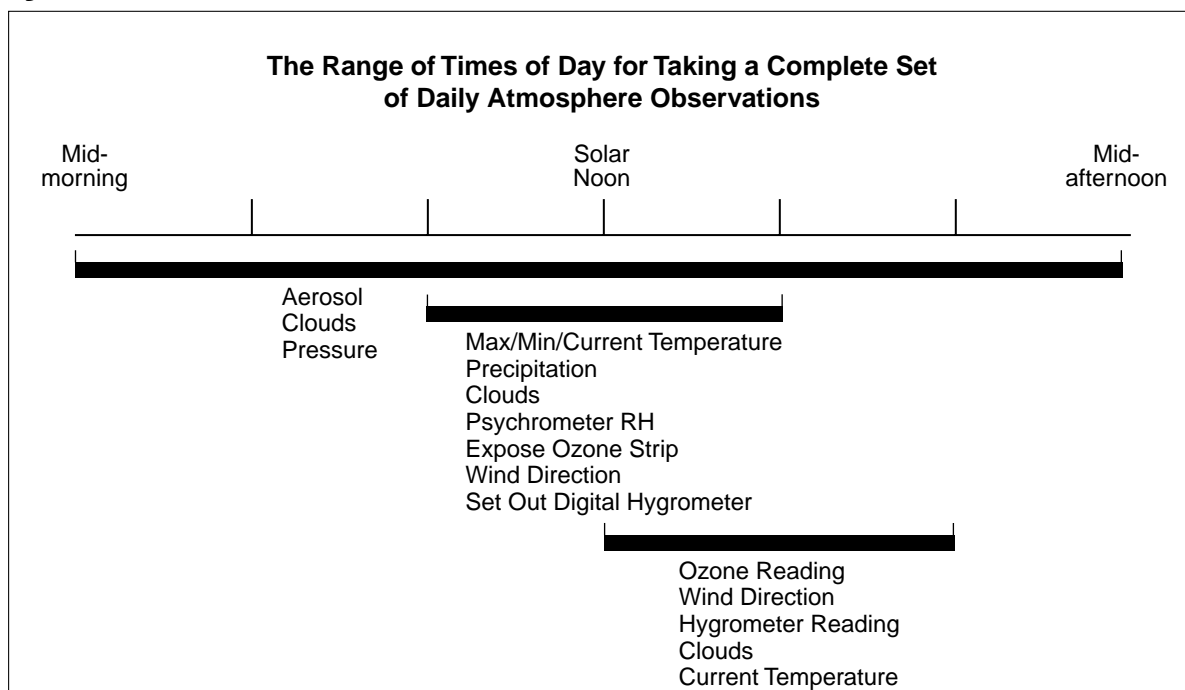 The Range of Times of Day for Taking a Complete Set
of Daily Atmosphere Observations
Mid-
morning
Solar
Noon
Mid-
afternoon
Aerosol
Clouds
Pressure
Max/Min/Current Temperature
Precipitation
Clouds
Psychrometer RH
Expose Ozone Strip
Wind Direction
Set Out Digital Hygrometer
Ozone Reading
Wind Direction
Hygrometer Reading
Clouds
Current Temperature